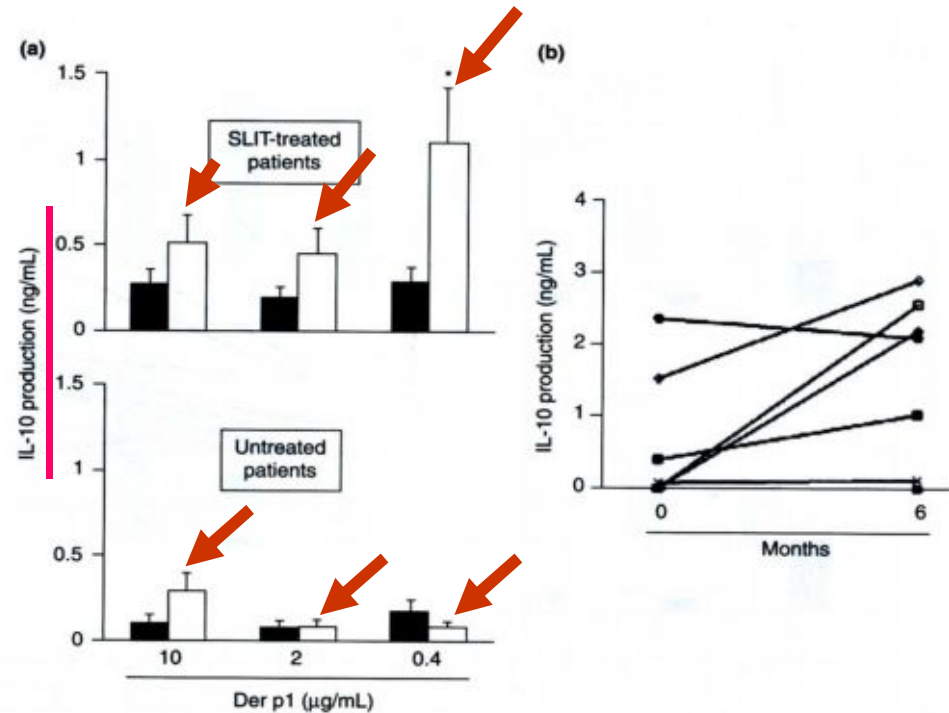 (a)
1.5
1
0.5
0
SLIT-treated
patients
*
IL-10 production (ng/mL)
1.5
1
0.5
0
Untreated
patients
10 2 0.4
Der p1 (µg/mL)
(b)
4
3
2
1
0
IL-10 production (ng/mL)
0 6
Months